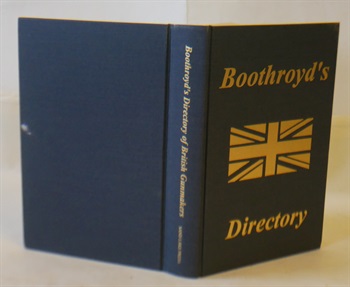 Boothroyd's Directory of British Gunmakers
Boothroyd's
Directory